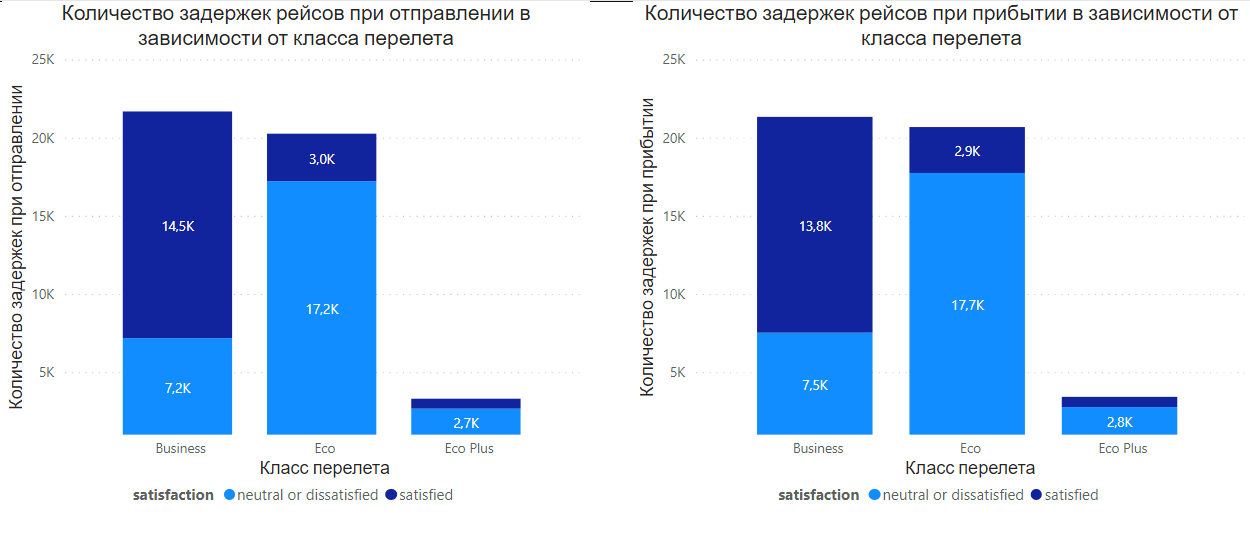 Количество задержек рейсов при отправлении в
зависимости от класса перелета
25K
20K
15K
10K
5K
Количество задержек при отправлении
14,5K
7,2K
3,0K
17,2K
2,7K
Business
Eco
Eco Plus
Класс перелета
satisfaction neutral or dissatisfied satisfied
Количество задержек рейсов при прибытии в зависимости от
класса перелета
25K
20K
15K
10K
5K
Количество задержек при прибытии
13,8K
7,5K
2,9K
17,7K
2,8K
Business
Eco
Eco Plus
Класс перелета
satisfaction neutral or dissatisfied satisfied